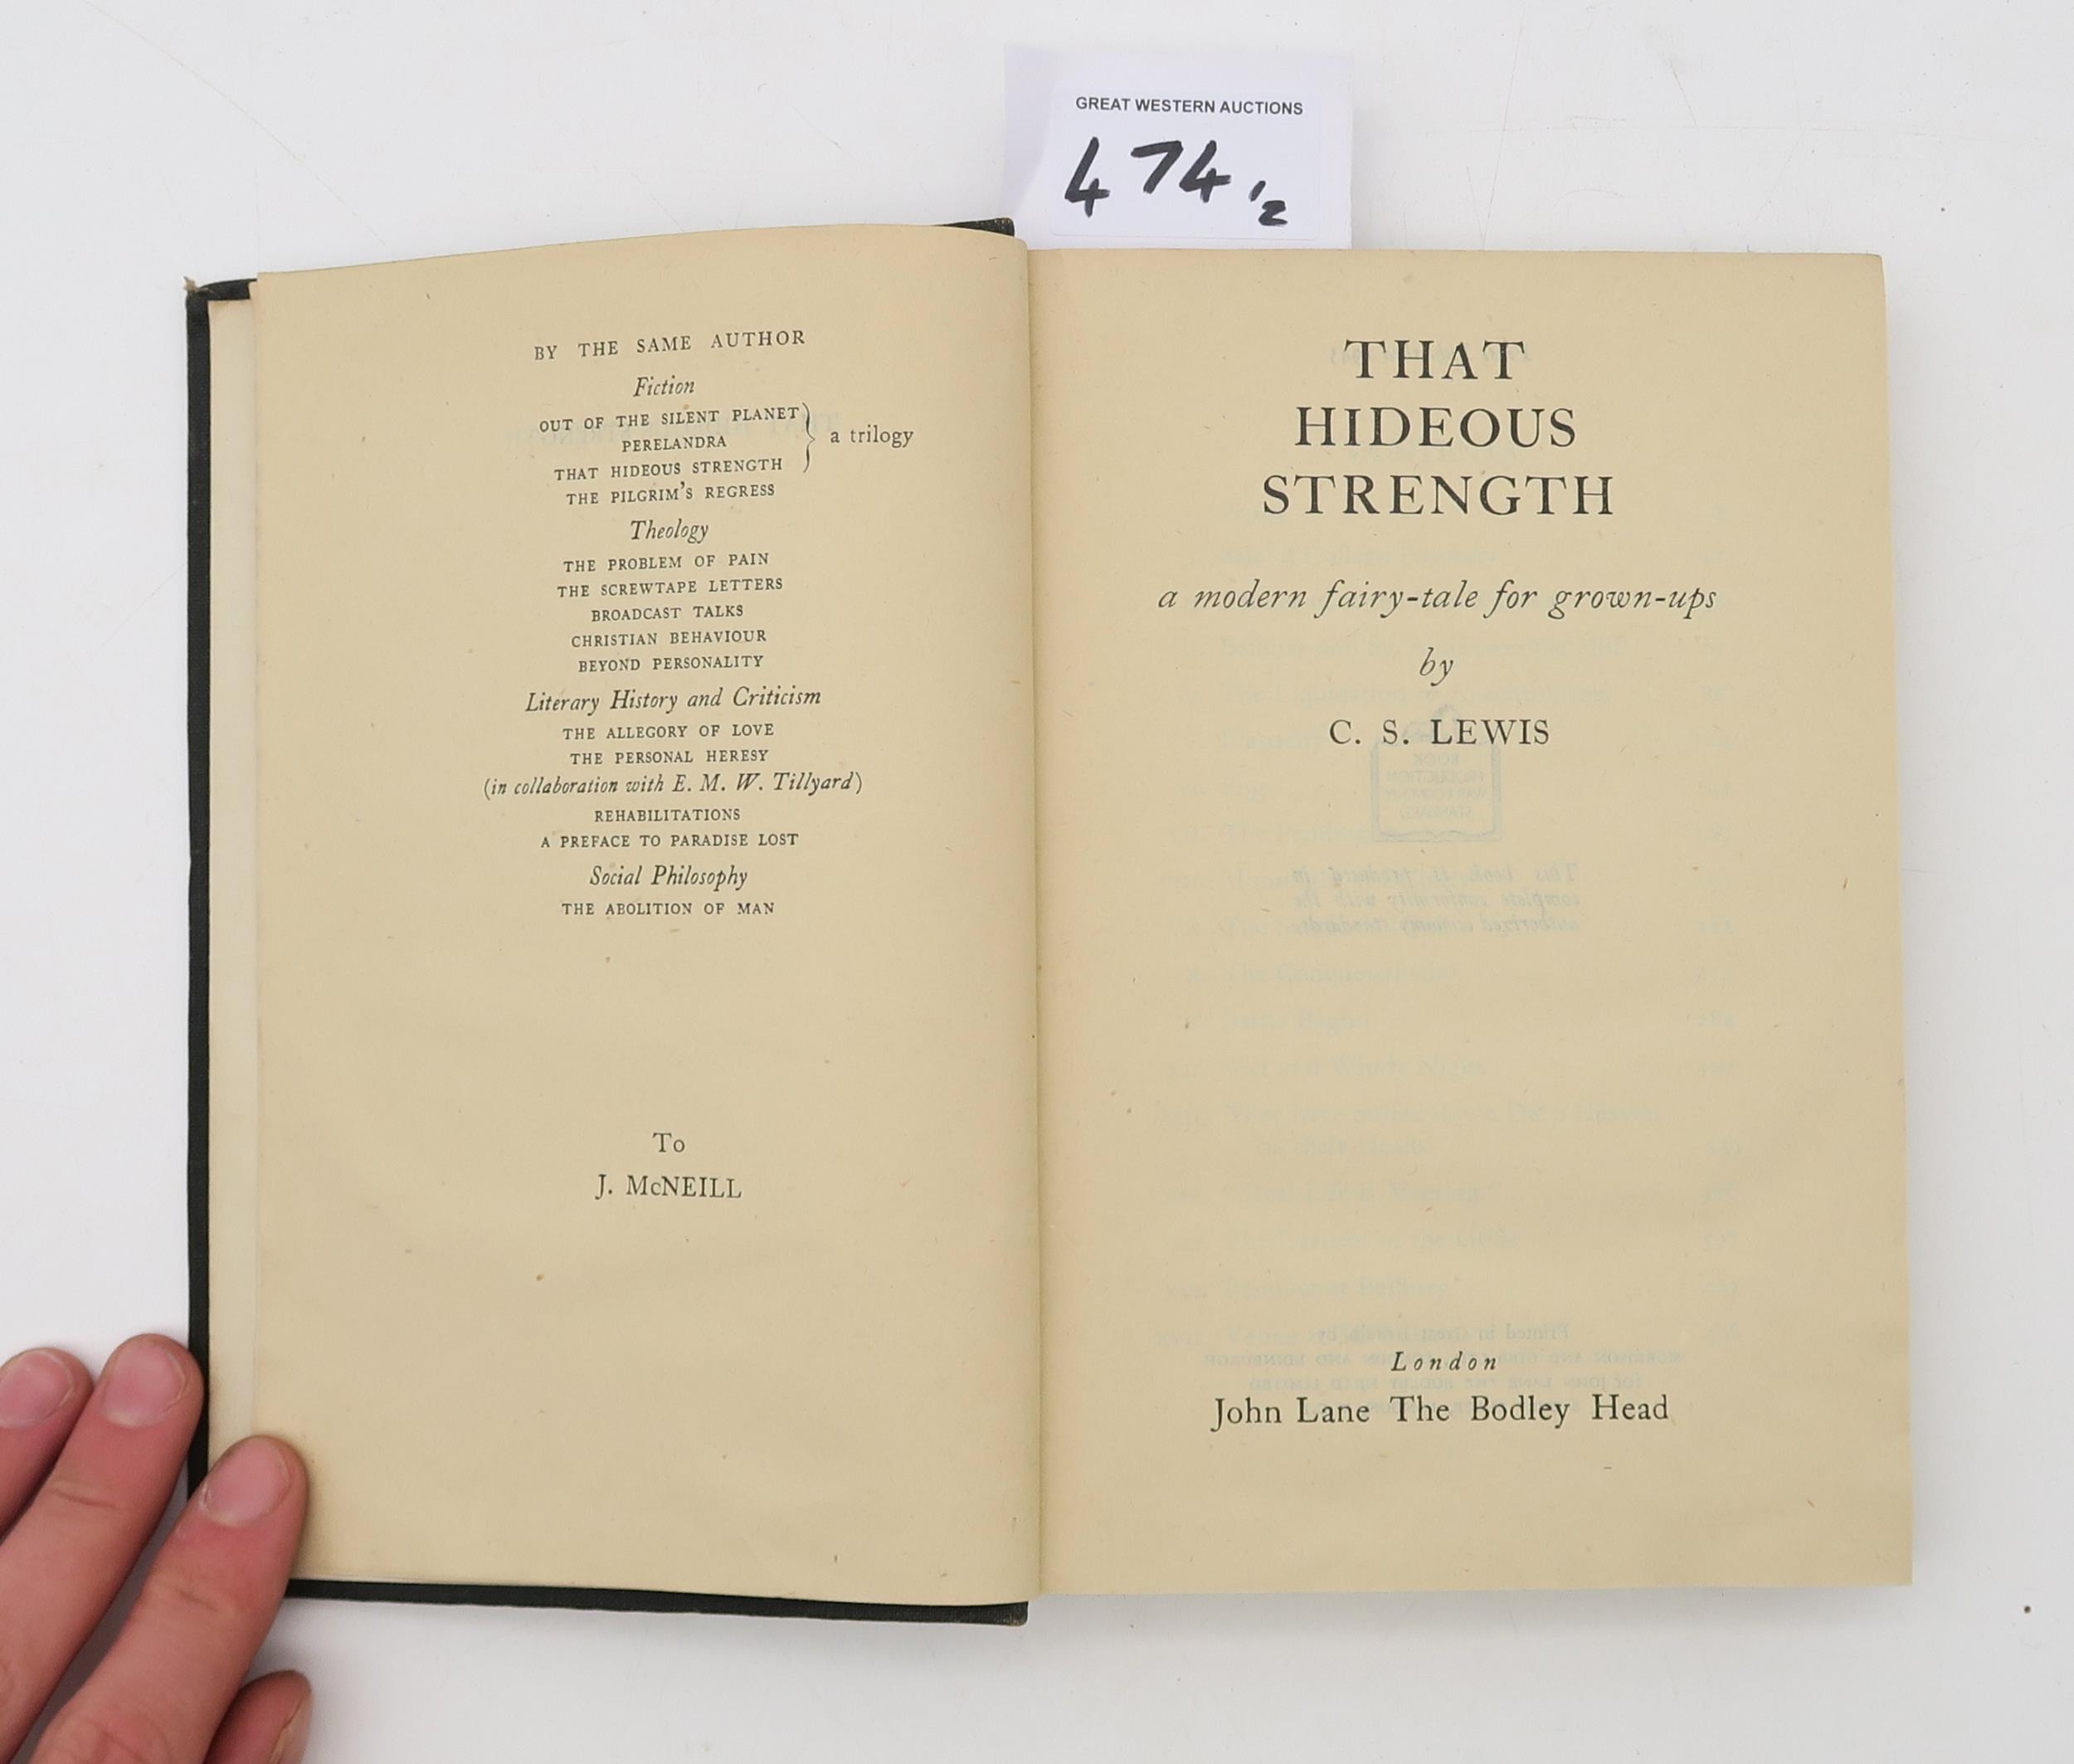 GREAT WESTERN AUCTIONS
474 1/2
BY THE SAME AUTHOR
Fiction
OUT OF THE SILENT PLANET
PERELANDRA
THAT HIDEOUS STRENGTH
a trilogy
THE PILGRIM'S REGRESS
Theology
THE PROBLEM OF PAIN
THE SCREWTAPE LETTERS
BROADCAST TALKS
CHRISTIAN BEHAVIOUR
BEYOND PERSONALITY
Literary History and Criticism
THE ALLEGORY OF LOVE
THE PERSONAL HERESY
(in collaboration with E. M. W. Tillyard)
REHABILITATIONS
A PREFACE TO PARADISE LOST
Social Philosophy
THE ABOLITION OF MAN
To
J. McNEILL
THAT
HIDEOUS
STRENGTH
a modern fairy-tale for grown-ups
by
C. S. LEWIS
London
John Lane The Bodley Head